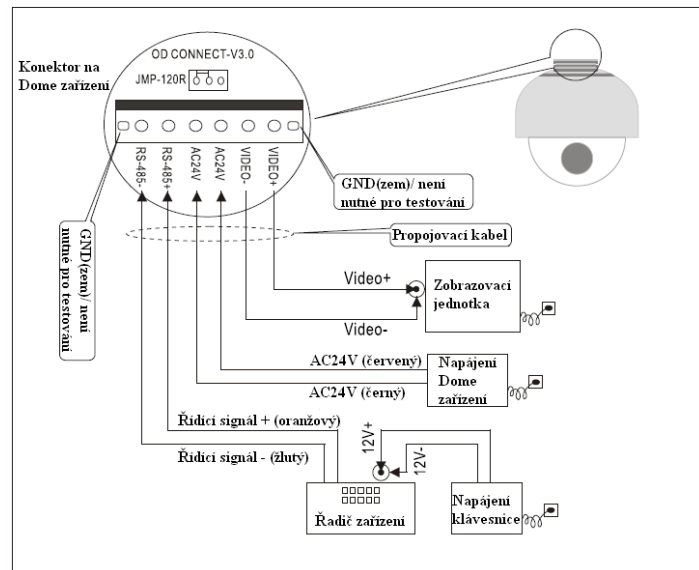 OD CONNECT-V3.0
Konektor na
Dome zařízení
JMP-120R
RS-485-
RS-485+
AC24V
AC24V
VIDEO-
VIDEO+
GND(zem)/ není
nutné pro testování
GND(zem)/ není
nutné pro testování
Propojovací kabel
Video+
Zobrazovací
jednotka
Video-
AC24V (červený)
AC24V (černý)
Napájení
Dome
zařízení
Řídící signál + (oranžový)
Řídící signál - (žlutý)
12V+
12V-
Řadič zařízení
Napájení
klávesnice